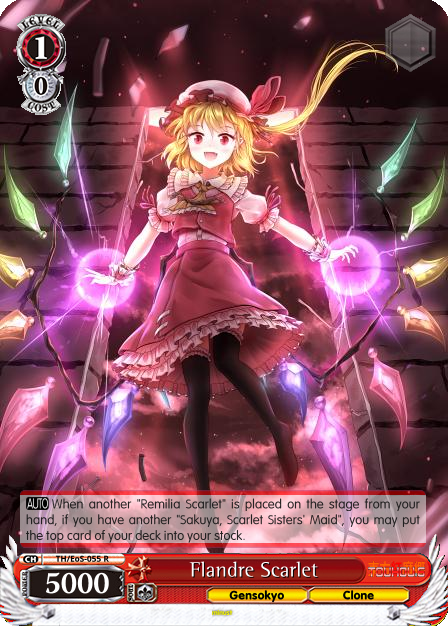 LEVEL
1
0
COST
AUTO When another "Remilia Scarlet" is placed on the stage from your
hand, if you have another "Sakuya, Scarlet Sisters' Maid", you may put
the top card of your deck into your stock.
CH TH/EoS-055 R
POWER 5000 SOUL
Flandre Scarlet
Gensokyo Clone